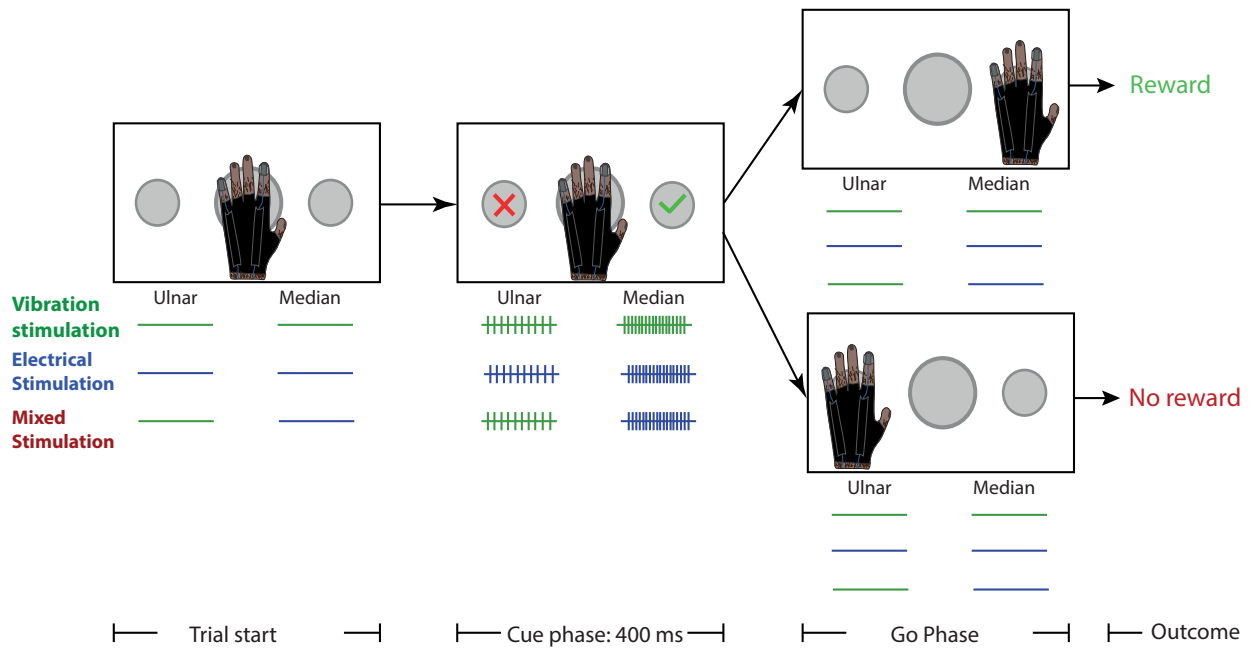 Ulnar Median
Vibration
stimulation
Electrical
Stimulation
Mixed
Stimulation
Trial start
Ulnar Median
Cue phase: 400 ms
Reward
Ulnar Median
No reward
Ulnar Median
Go Phase
Outcome